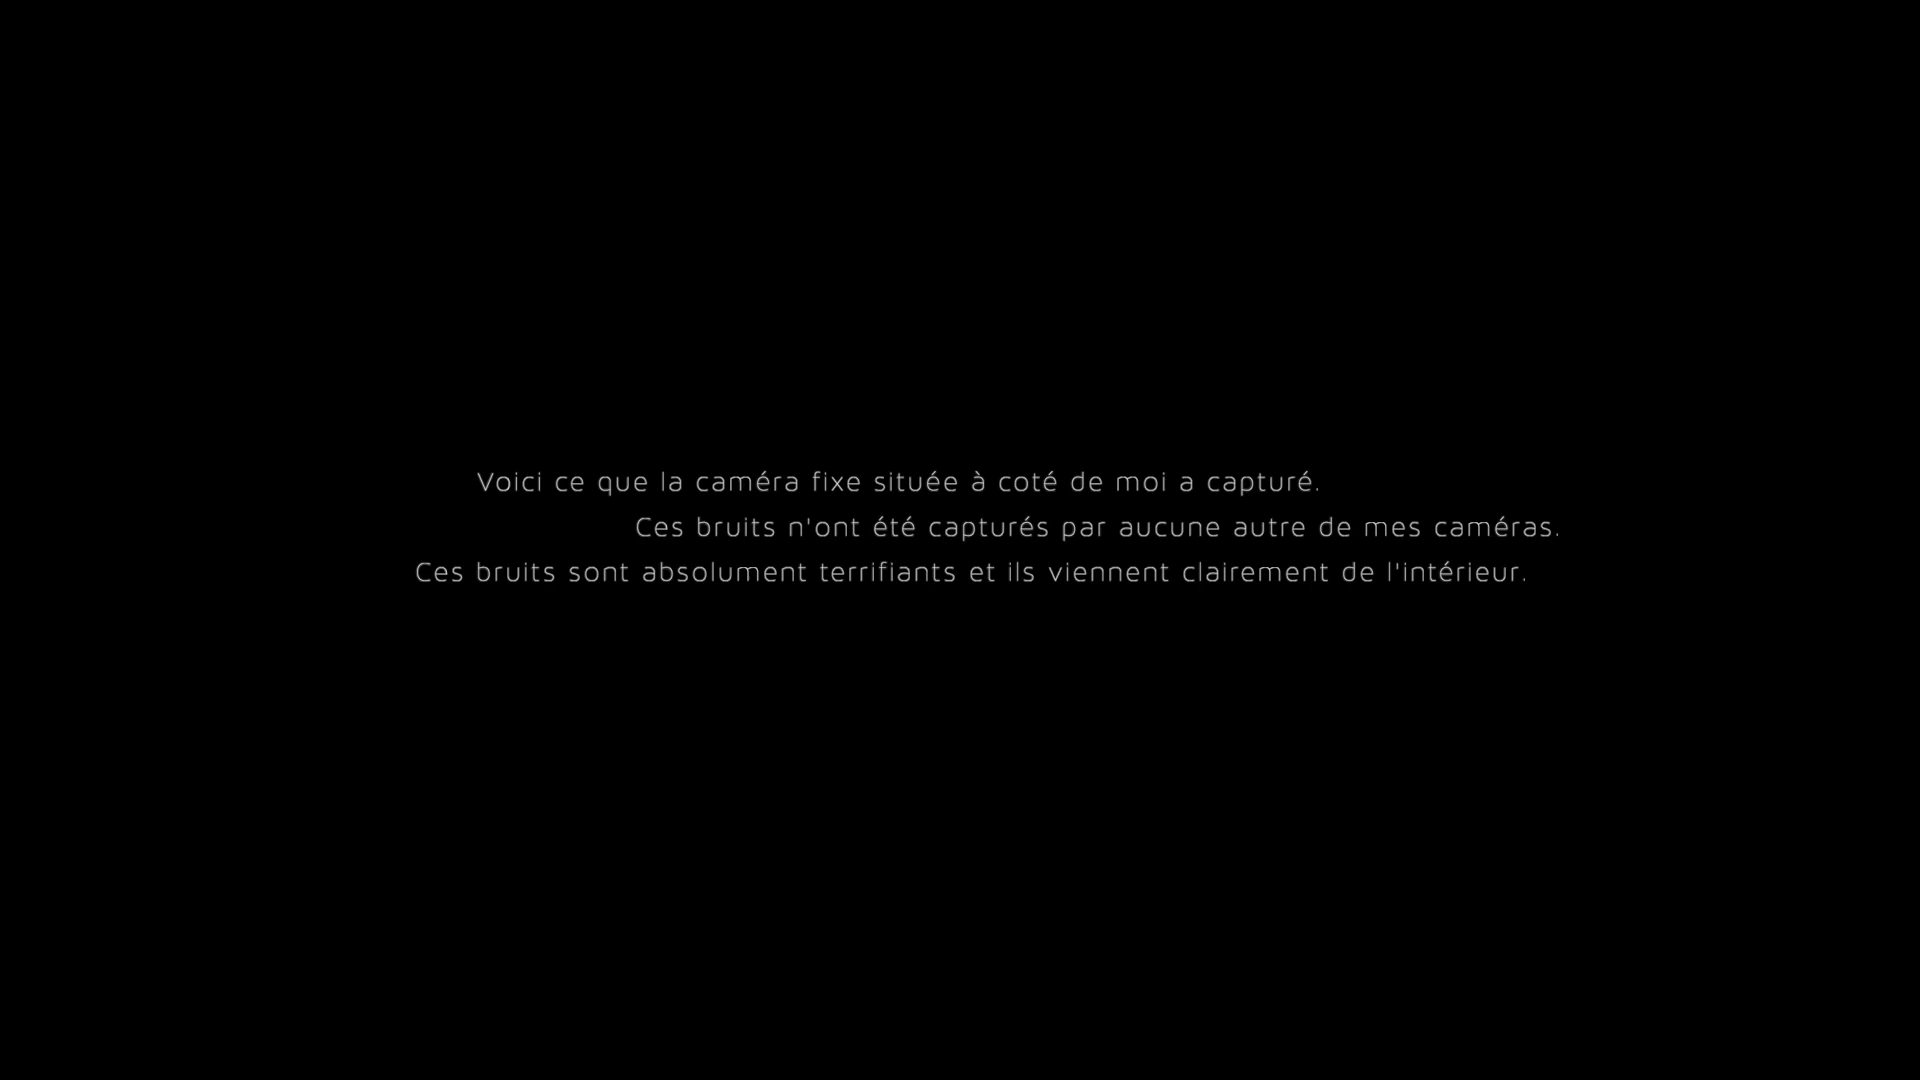 Voici ce que la caméra fixe située à coté de moi a capturé.
Ces bruits n'ont été capturés par aucune autre de mes caméras.
Ces bruits sont absolument terrifiants et ils viennent clairement de l'intérieur.